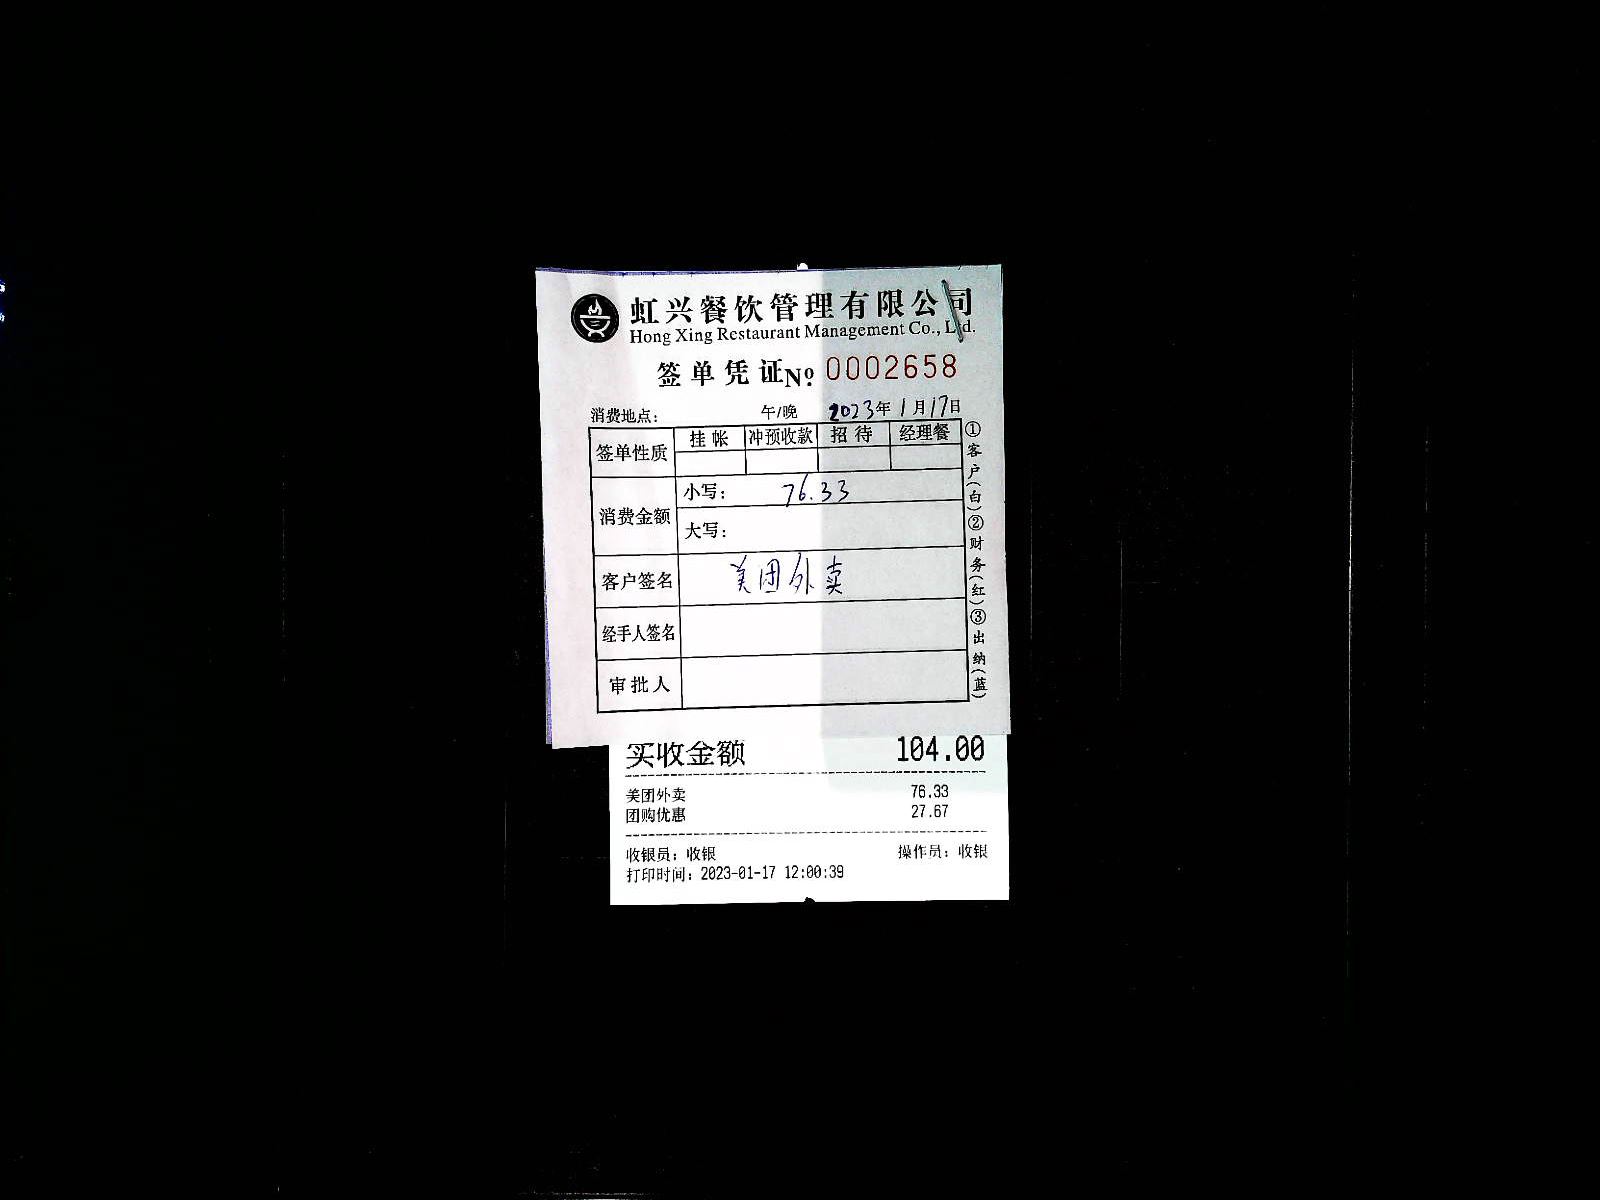 虹兴餐饮管理有限公司
Hong Xing Restaurant Management Co., Ltd.
签单凭证 № 0002658
消费地点: 午/晚 2023年1月17日
签单性质 挂帐 冲预收款 招待 经理餐
消费金额 小写: 76.33
大写:
客户签名 美团外卖
经手人签名
审批人
①客户(白)②财务(红)③出纳(蓝)
实收金额 104.00
美团外卖 76.33
团购优惠 27.67
收银员: 收银 操作员: 收银
打印时间: 2023-01-17 12:00:39